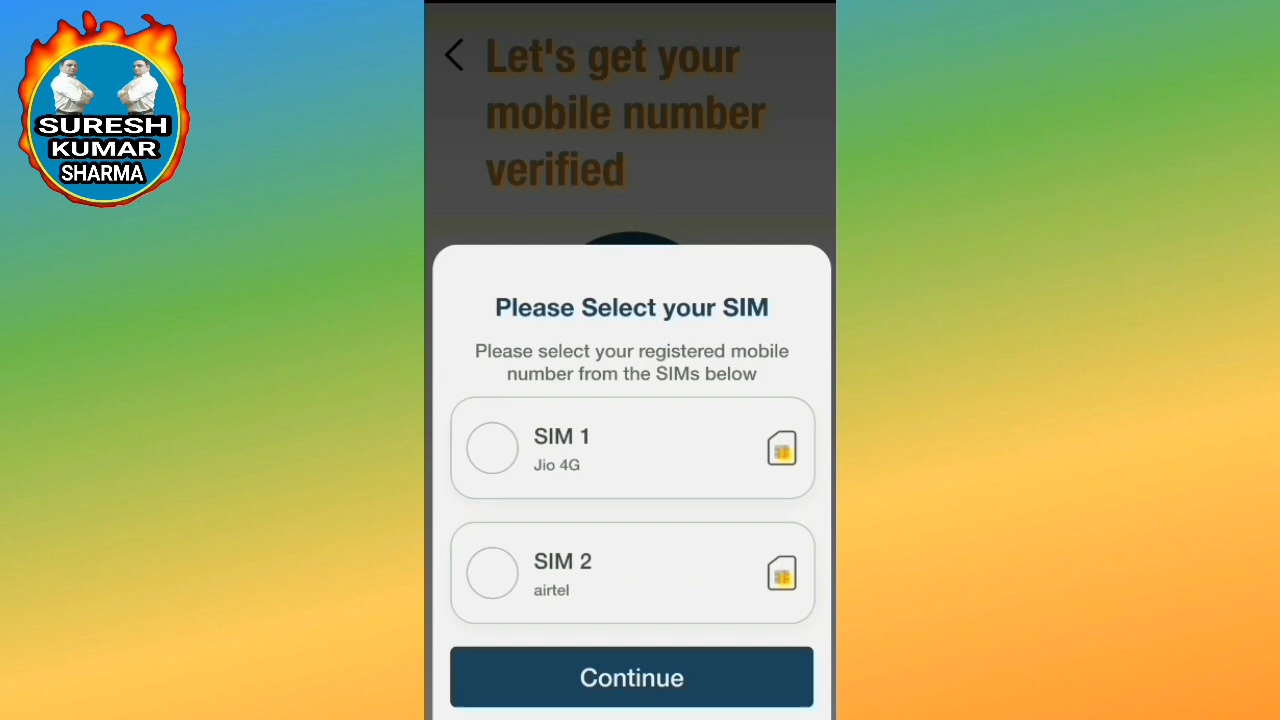 SURESH
KUMAR
SHARMA
Let's get your
mobile number
verified
Please Select your SIM
Please select your registered mobile
number from the SIMs below
SIM 1
Jio 4G
SIM 2
airtel
Continue